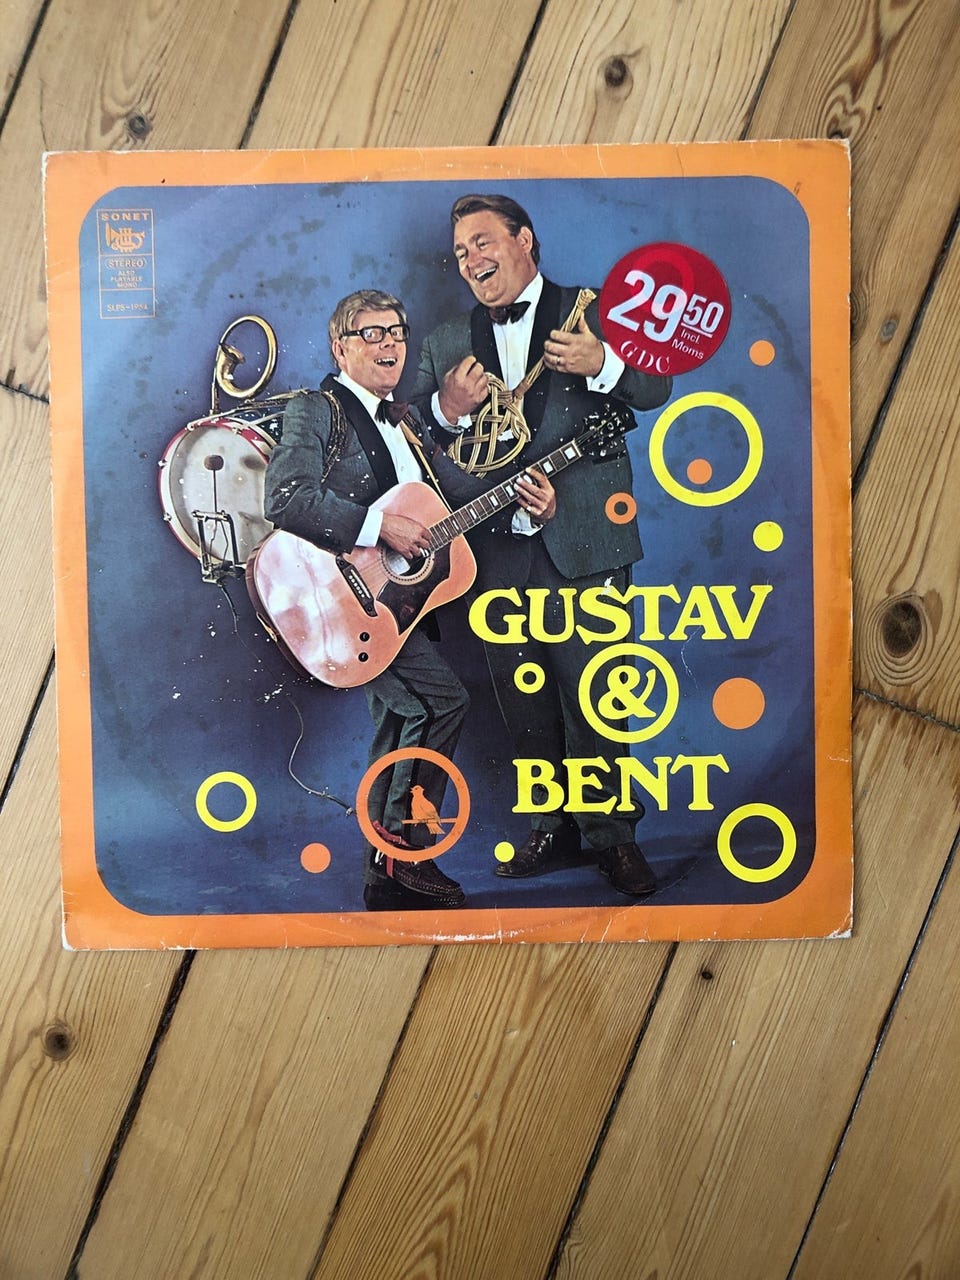 SONET
STEREO
ALSO
PLAYABLE
MONO
SLPS-1954
29.50
Incl.
Moms
GDC
GUSTAV
&
BENT